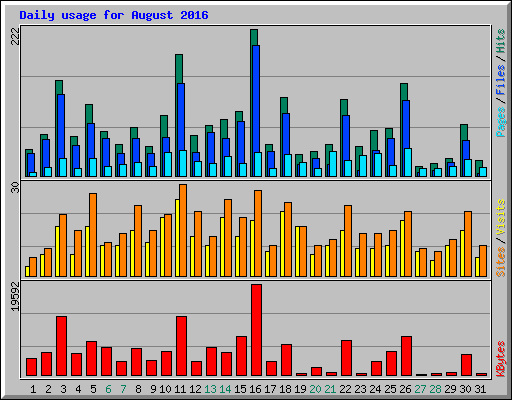 Daily usage for August 2016
222
Pages / Files / Hits
30
Sites / Visits
19592
KBytes
1 2 3 4 5 6 7 8 9 10 11 12 13 14 15 16 17 18 19 20 21 22 23 24 25 26 27 28 29 30 31